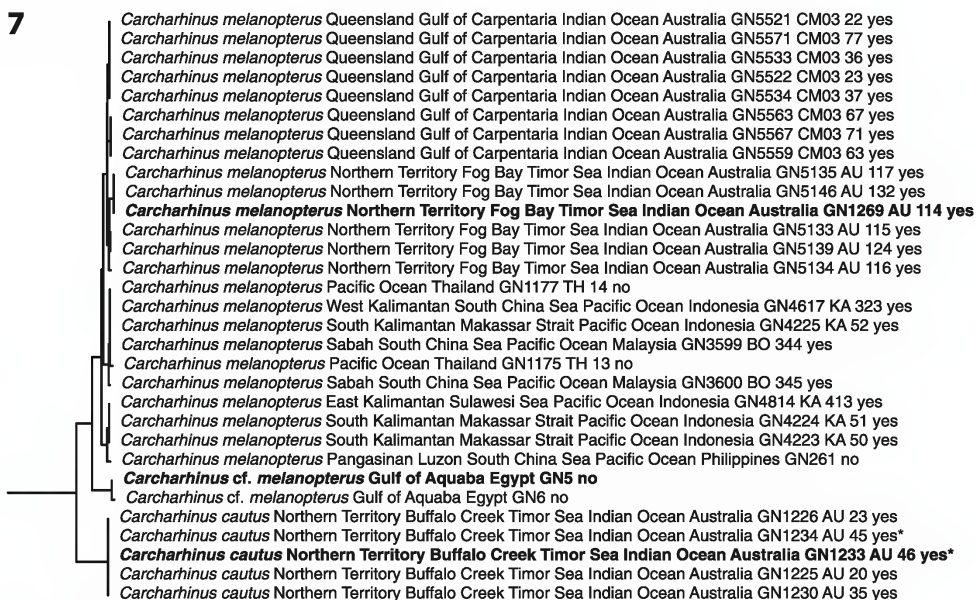 7
Carcharhinus melanopterus Queensland Gulf of Carpentaria Indian Ocean Australia GN5521 CM03 22 yes
Carcharhinus melanopterus Queensland Gulf of Carpentaria Indian Ocean Australia GN5571 CM03 77 yes
Carcharhinus melanopterus Queensland Gulf of Carpentaria Indian Ocean Australia GN5533 CM03 36 yes
Carcharhinus melanopterus Queensland Gulf of Carpentaria Indian Ocean Australia GN5522 CM03 23 yes
Carcharhinus melanopterus Queensland Gulf of Carpentaria Indian Ocean Australia GN5534 CM03 37 yes
Carcharhinus melanopterus Queensland Gulf of Carpentaria Indian Ocean Australia GN5563 CM03 67 yes
Carcharhinus melanopterus Queensland Gulf of Carpentaria Indian Ocean Australia GN5567 CM03 71 yes
Carcharhinus melanopterus Queensland Gulf of Carpentaria Indian Ocean Australia GN5559 CM03 63 yes
Carcharhinus melanopterus Northern Territory Fog Bay Timor Sea Indian Ocean Australia GN5135 AU 117 yes
Carcharhinus melanopterus Northern Territory Fog Bay Timor Sea Indian Ocean Australia GN5146 AU 132 yes
Carcharhinus melanopterus Northern Territory Fog Bay Timor Sea Indian Ocean Australia GN1269 AU 114 yes
Carcharhinus melanopterus Northern Territory Fog Bay Timor Sea Indian Ocean Australia GN5133 AU 115 yes
Carcharhinus melanopterus Northern Territory Fog Bay Timor Sea Indian Ocean Australia GN5139 AU 124 yes
Carcharhinus melanopterus Northern Territory Fog Bay Timor Sea Indian Ocean Australia GN5134 AU 116 yes
Carcharhinus melanopterus Pacific Ocean Thailand GN1177 TH 14 no
Carcharhinus melanopterus West Kalimantan South China Sea Pacific Ocean Indonesia GN4617 KA 323 yes
Carcharhinus melanopterus South Kalimantan Makassar Strait Pacific Ocean Indonesia GN4225 KA 52 yes
Carcharhinus melanopterus Sabah South China Sea Pacific Ocean Malaysia GN3599 BO 344 yes
Carcharhinus melanopterus Pacific Ocean Thailand GN1175 TH 13 no
Carcharhinus melanopterus Sabah South China Sea Pacific Ocean Malaysia GN3600 BO 345 yes
Carcharhinus melanopterus East Kalimantan Sulawesi Sea Pacific Ocean Indonesia GN4814 KA 413 yes
Carcharhinus melanopterus South Kalimantan Makassar Strait Pacific Ocean Indonesia GN4224 KA 51 yes
Carcharhinus melanopterus South Kalimantan Makassar Strait Pacific Ocean Indonesia GN4223 KA 50 yes
Carcharhinus melanopterus Pangasinan Luzon South China Sea Pacific Ocean Philippines GN261 no
Carcharhinus cf. melanopterus Gulf of Aquaba Egypt GN5 no
Carcharhinus cf. melanopterus Gulf of Aquaba Egypt GN6 no
Carcharhinus cautus Northern Territory Buffalo Creek Timor Sea Indian Ocean Australia GN1226 AU 23 yes
Carcharhinus cautus Northern Territory Buffalo Creek Timor Sea Indian Ocean Australia GN1234 AU 45 yes*
Carcharhinus cautus Northern Territory Buffalo Creek Timor Sea Indian Ocean Australia GN1233 AU 46 yes*
Carcharhinus cautus Northern Territory Buffalo Creek Timor Sea Indian Ocean Australia GN1225 AU 20 yes
Carcharhinus cautus Northern Territory Buffalo Creek Timor Sea Indian Ocean Australia GN1230 AU 35 yes